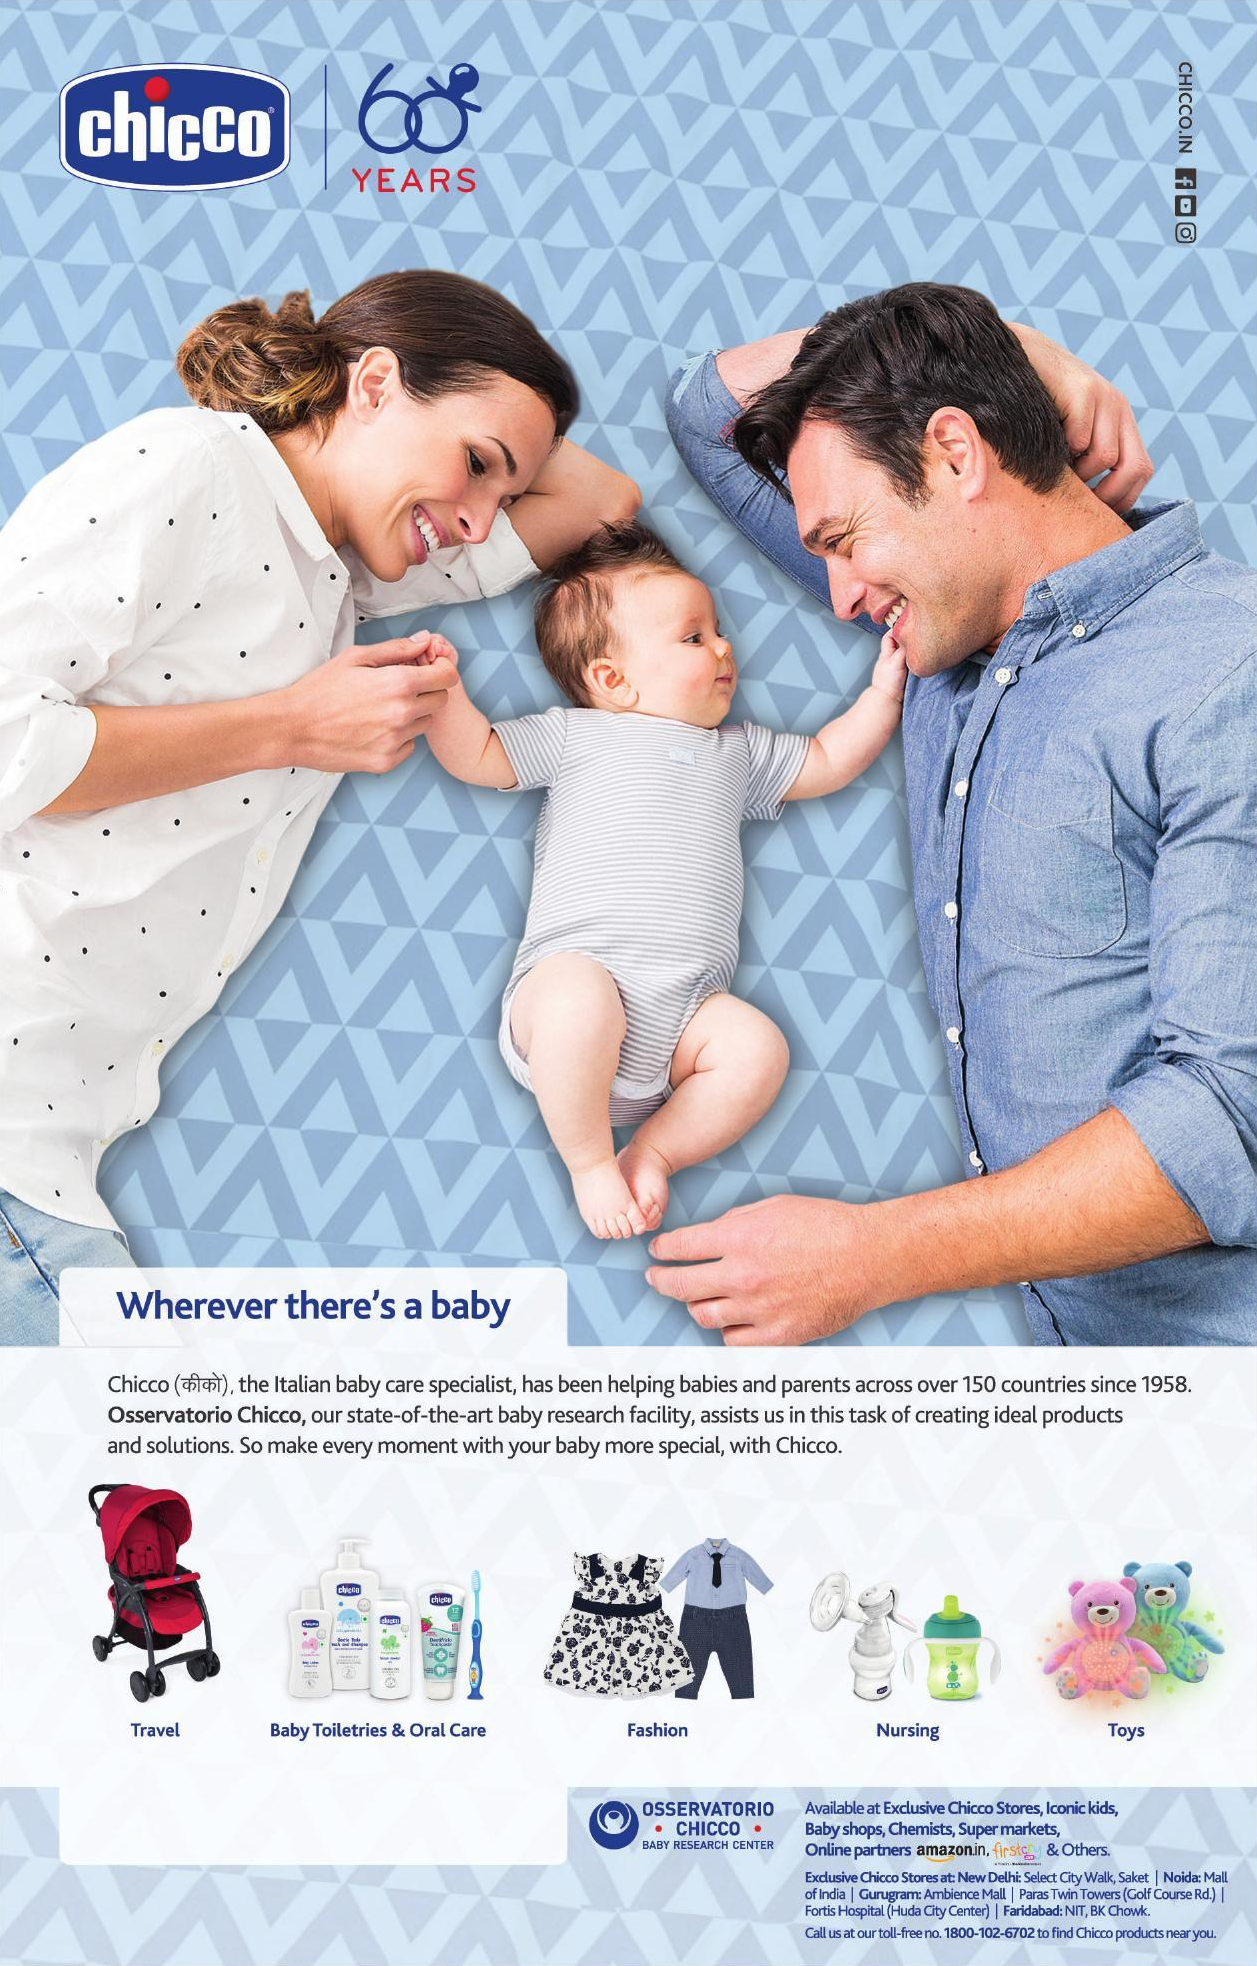 chicco
60
YEARS
CHICCO.IN
Wherever there's a baby
Chicco (कीको), the Italian baby care specialist, has been helping babies and parents across over 150 countries since 1958.
Osservatorio Chicco, our state-of-the-art baby research facility, assists us in this task of creating ideal products
and solutions. So make every moment with your baby more special, with Chicco.
chicco
chicco
chicco
chicco
Travel
Baby Toiletries & Oral Care
Fashion
Nursing
Toys
OSSERVATORIO
• CHICCO •
BABY RESEARCH CENTER
Available at Exclusive Chicco Stores, Iconic kids,
Baby shops, Chemists, Super markets,
Online partners amazon.in, firstcry & Others.
Exclusive Chicco Stores at: New Delhi: Select City Walk, Saket | Noida: Mall
of India | Gurugram: Ambience Mall | Paras Twin Towers (Golf Course Rd.) |
Fortis Hospital (Huda City Center) | Faridabad: NIT, BK Chowk.
Call us at our toll-free no. 1800-102-6702 to find Chicco products near you.